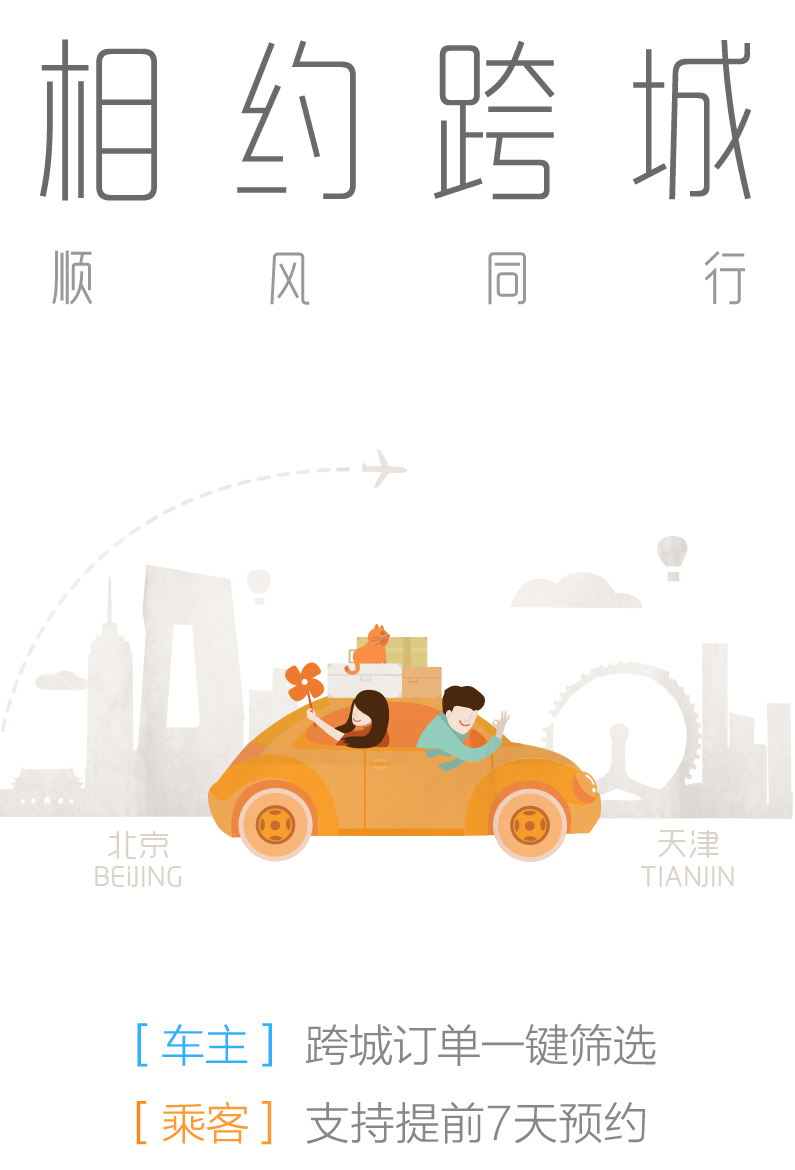 相约跨城
顺风同行
北京
BEIJING
天津
TIANJIN
[ 车主 ] 跨城订单一键筛选
[ 乘客 ] 支持提前7天预约